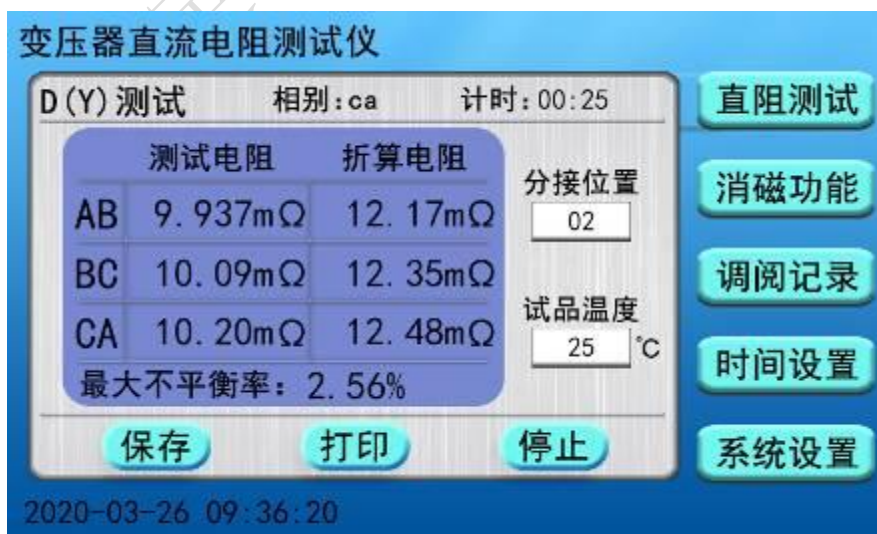 变压器直流电阻测试仪
D(Y)测试 相别:ca 计时:00:25
测试电阻 折算电阻
AB 9.937mΩ 12.17mΩ
BC 10.09mΩ 12.35mΩ
CA 10.20mΩ 12.48mΩ
最大不平衡率: 2.56%
分接位置
02
试品温度
25 ℃
保存 打印 停止
直阻测试
消磁功能
调阅记录
时间设置
系统设置
2020-03-26 09:36:20